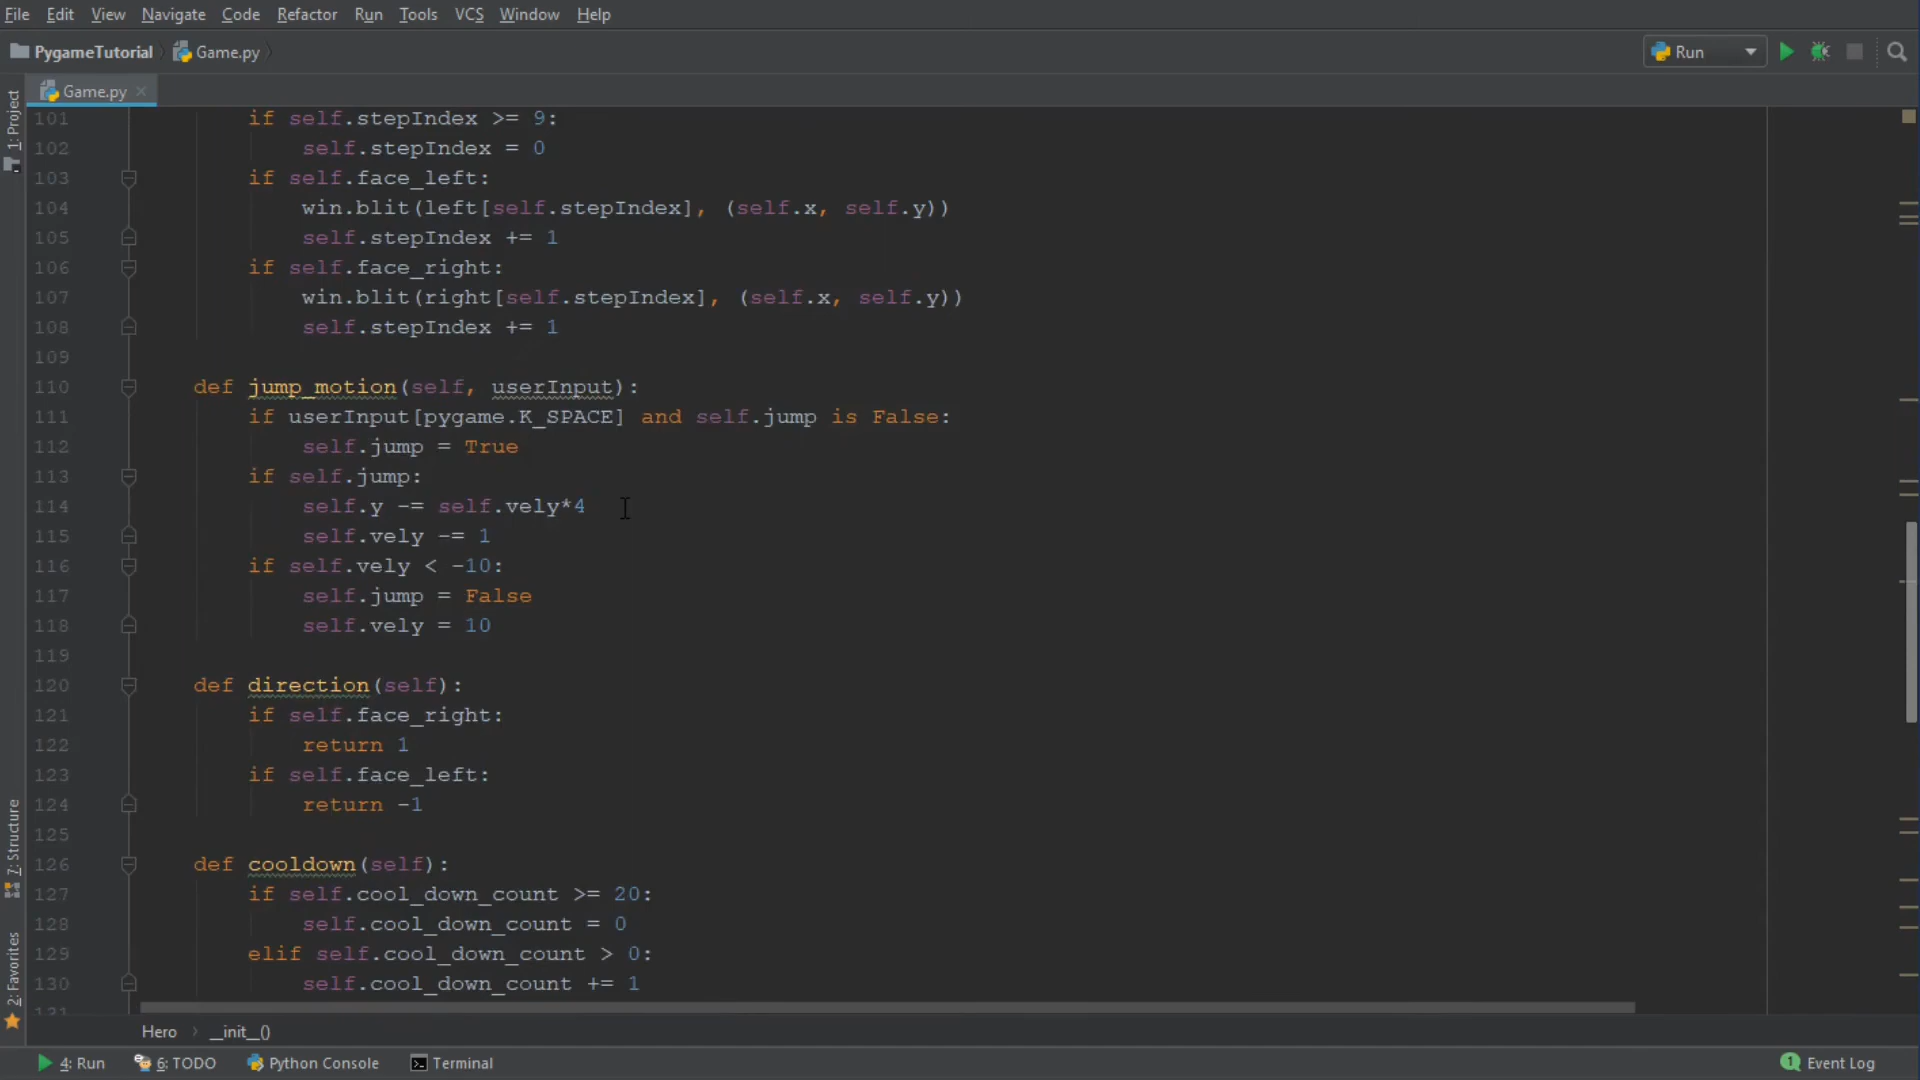 File Edit View Navigate Code Refactor Run Tools VCS Window Help
PygameTutorial Game.py Run
Game.py
1: Project
7: Structure
2: Favorites
101 if self.stepIndex >= 9:
102 self.stepIndex = 0
103 if self.face_left:
104 win.blit(left[self.stepIndex], (self.x, self.y))
105 self.stepIndex += 1
106 if self.face_right:
107 win.blit(right[self.stepIndex], (self.x, self.y))
108 self.stepIndex += 1
109
110 def jump_motion(self, userInput):
111 if userInput[pygame.K_SPACE] and self.jump is False:
112 self.jump = True
113 if self.jump:
114 self.y -= self.vely*4
115 self.vely -= 1
116 if self.vely < -10:
117 self.jump = False
118 self.vely = 10
119
120 def direction(self):
121 if self.face_right:
122 return 1
123 if self.face_left:
124 return -1
125
126 def cooldown(self):
127 if self.cool_down_count >= 20:
128 self.cool_down_count = 0
129 elif self.cool_down_count > 0:
130 self.cool_down_count += 1
131
Hero __init__()
4: Run 6: TODO Python Console Terminal 1 Event Log